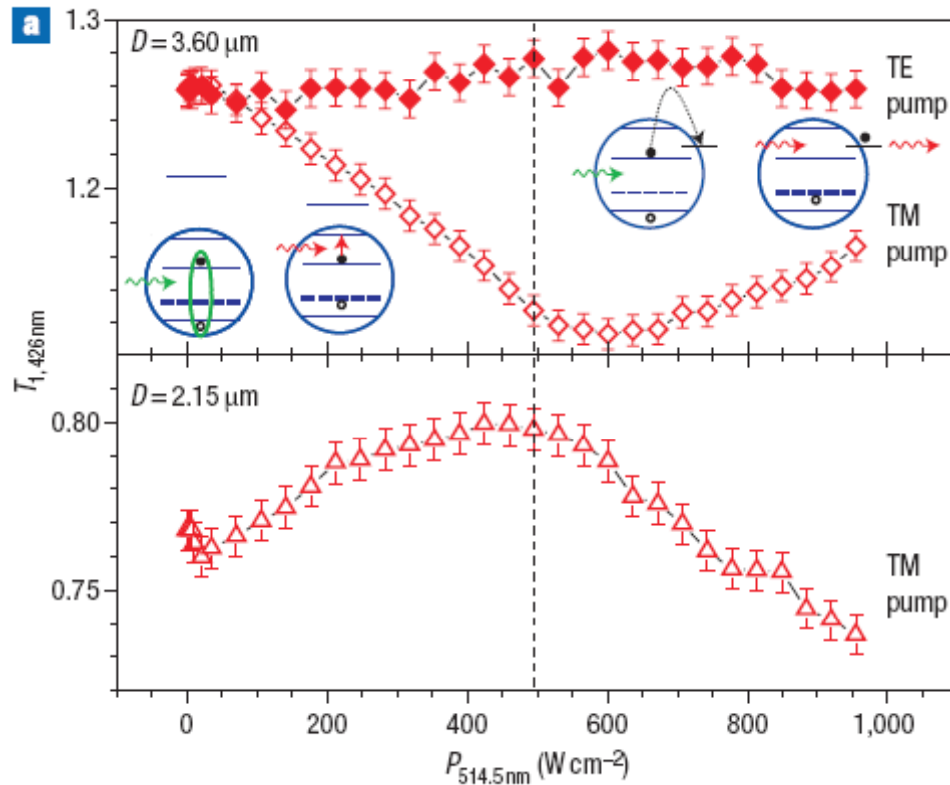 a
1.3
D = 3.60 μm
TE
pump
1.2
TM
pump
T1,426 nm
D = 2.15 μm
0.80
0.75
TM
pump
0
200
400
600
800
1,000
P514.5 nm (W cm–2)